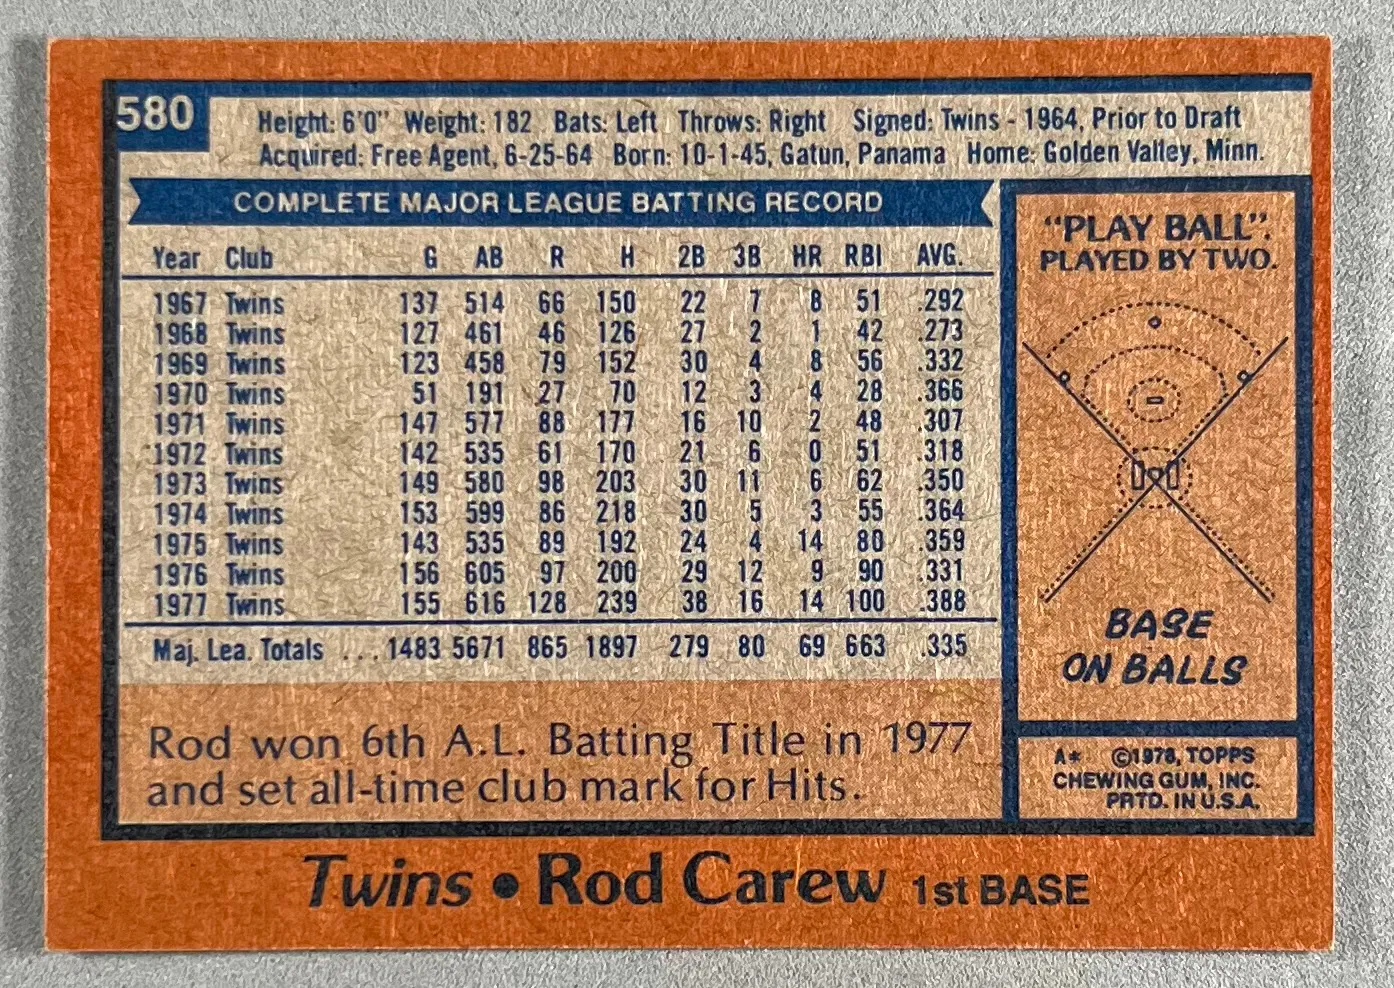 580
Height: 6'0" Weight: 182 Bats: Left Throws: Right Signed: Twins - 1964, Prior to Draft
Acquired: Free Agent, 6-25-64 Born: 10-1-45, Gatun, Panama Home: Golden Valley, Minn.
COMPLETE MAJOR LEAGUE BATTING RECORD
Year Club G AB R H 2B 3B HR RBI AVG.
1967 Twins 137 514 66 150 22 7 8 51 .292
1968 Twins 127 461 46 126 27 2 1 42 .273
1969 Twins 123 458 79 152 30 4 8 56 .332
1970 Twins 51 191 27 70 12 3 4 28 .366
1971 Twins 147 577 88 177 16 10 2 48 .307
1972 Twins 142 535 61 170 21 6 0 51 .318
1973 Twins 149 580 98 203 30 11 6 62 .350
1974 Twins 153 599 86 218 30 5 3 55 .364
1975 Twins 143 535 89 192 24 4 14 80 .359
1976 Twins 156 605 97 200 29 12 9 90 .331
1977 Twins 155 616 128 239 38 16 14 100 .388
Maj. Lea. Totals ... 1483 5671 865 1897 279 80 69 663 .335
Rod won 6th A.L. Batting Title in 1977
and set all-time club mark for Hits.
"PLAY BALL".
PLAYED BY TWO.
BASE
ON BALLS
A* ©1978, TOPPS
CHEWING GUM, INC.
PRTD. IN U.S.A.
Twins • Rod Carew 1st BASE